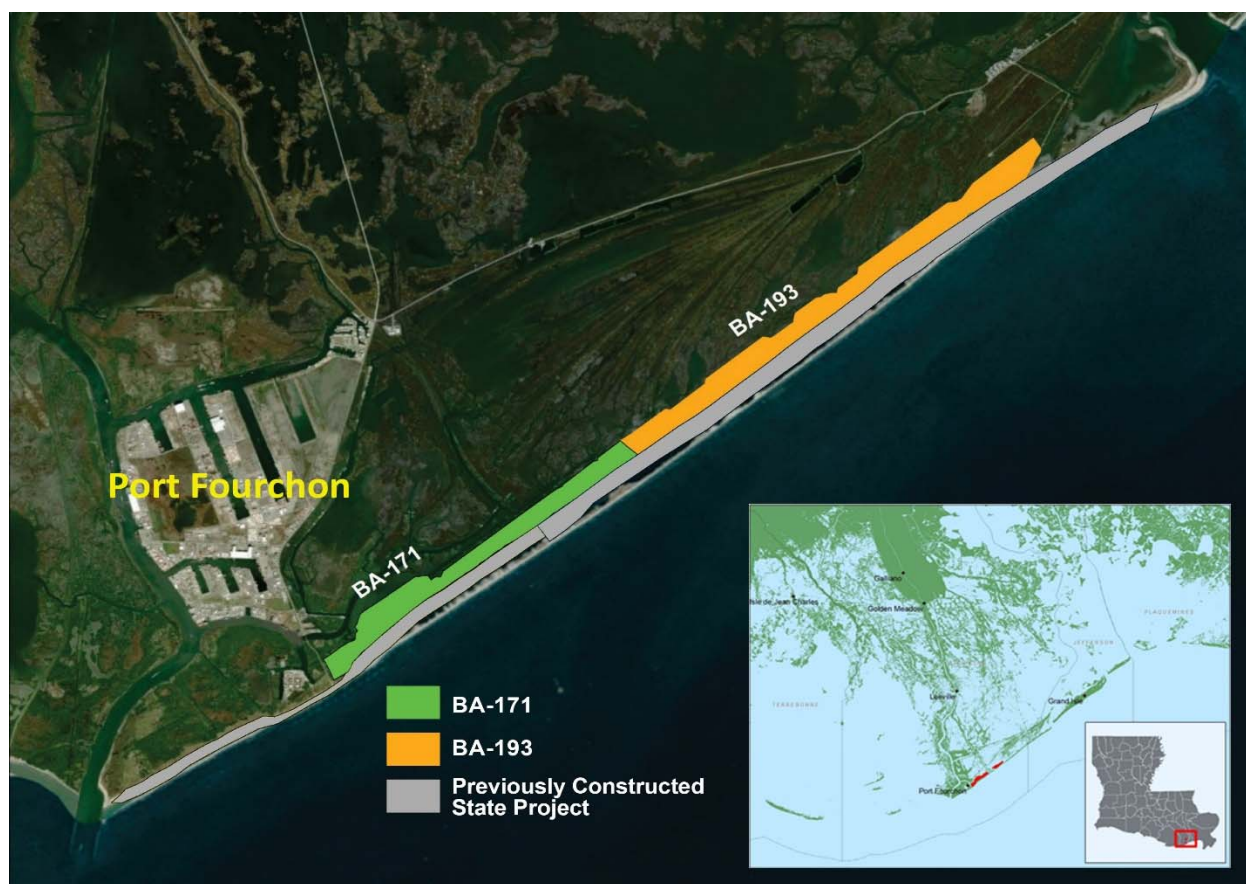 BA-193
Port Fourchon
BA-171
BA-171
BA-193
Previously Constructed
State Project
Galliano
Isle de Jean Charles
Golden Meadow
PLAQUEMINES
JEFFERSON
Leeville
Grand Isle
TERREBONNE
Port Fourchon